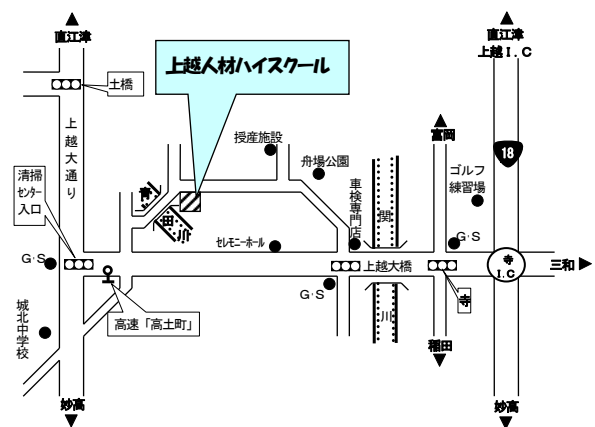 直江津
直江津
上越I.C
上越人材ハイスクール
土橋
上越大通り
授産施設
富岡
18
舟場公園
ゴルフ
練習場
清掃
センター
入口
車検専門店
関
青田川
G・S
セレモニーホール
G・S
上越大橋
寺
I.C
三和
G・S
寺
高速「高土町」
川
城北中学校
稲田
妙高
妙高